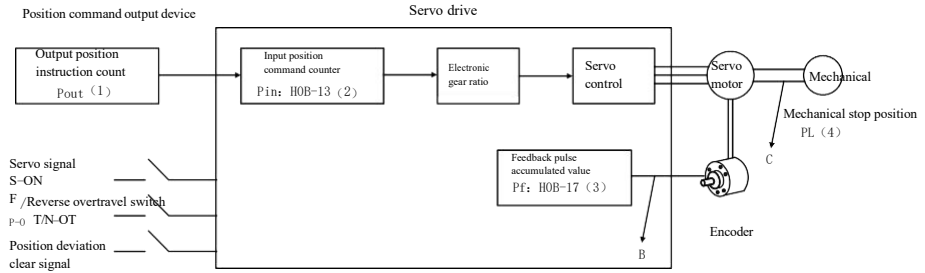 Position command output device
Servo drive
Output position
instruction count
Pout (1)
Input position
command counter
Pin: H0B-13 (2)
Electronic
gear ratio
Servo
control
Servo
motor
Mechanical
Mechanical stop position
PL (4)
C
Servo signal
S-ON
F /Reverse overtravel switch
P-O T/N-OT
Position deviation
clear signal
Feedback pulse
accumulated value
Pf: H0B-17 (3)
B
Encoder